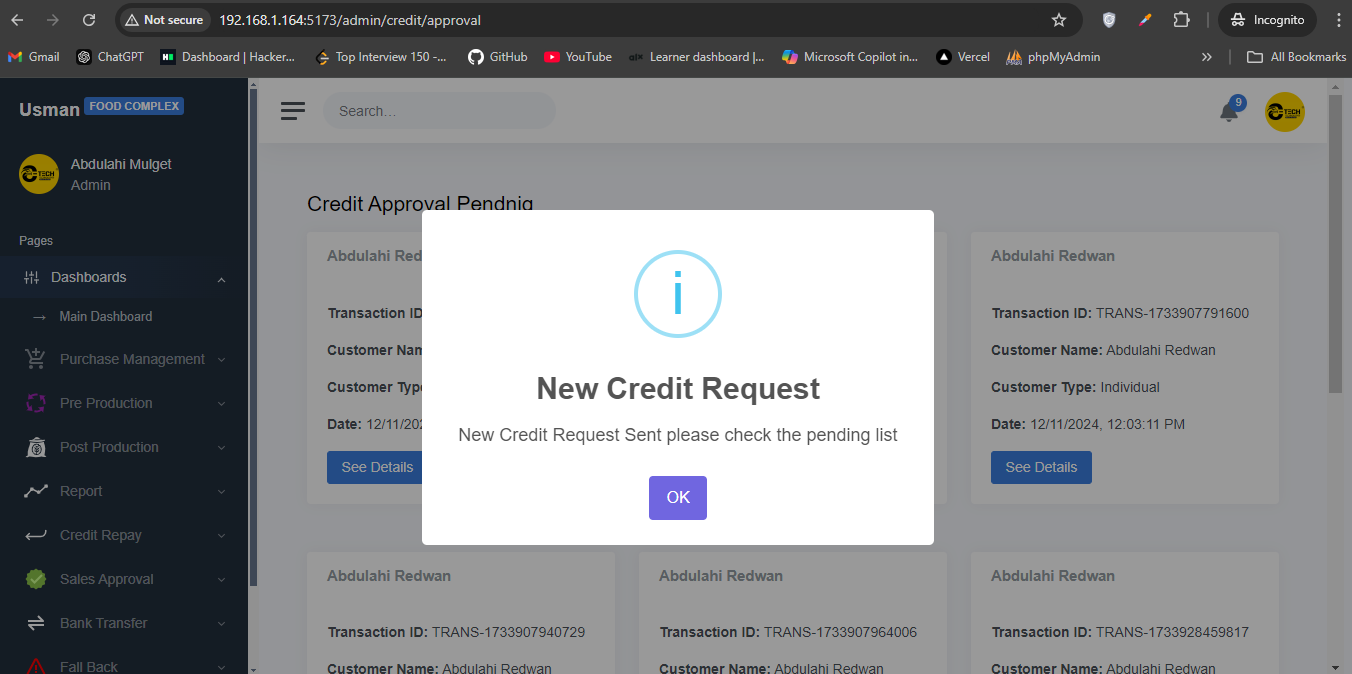 Not secure 192.168.1.164:5173/admin/credit/approval Incognito
Gmail ChatGPT Dashboard | Hacker... Top Interview 150 -... GitHub YouTube Learner dashboard |... Microsoft Copilot in... Vercel phpMyAdmin All Bookmarks
Usman FOOD COMPLEX
Abdulahi Mulget
Admin
Pages
Dashboards
→ Main Dashboard
Purchase Management
Pre Production
Post Production
Report
Credit Repay
Sales Approval
Bank Transfer
Fall Back
Search...
9
TECH
Credit Approval Pendnig
Abdulahi Red
Transaction ID
Customer Nam
Customer Type
Date: 12/11/202
See Details
New Credit Request
New Credit Request Sent please check the pending list
OK
Abdulahi Redwan
Transaction ID: TRANS-1733907791600
Customer Name: Abdulahi Redwan
Customer Type: Individual
Date: 12/11/2024, 12:03:11 PM
See Details
Abdulahi Redwan
Transaction ID: TRANS-1733907940729
Customer Name: Abdulahi Redwan
Abdulahi Redwan
Transaction ID: TRANS-1733907964006
Customer Name: Abdulahi Redwan
Abdulahi Redwan
Transaction ID: TRANS-1733928459817
Customer Name: Abdulahi Redwan